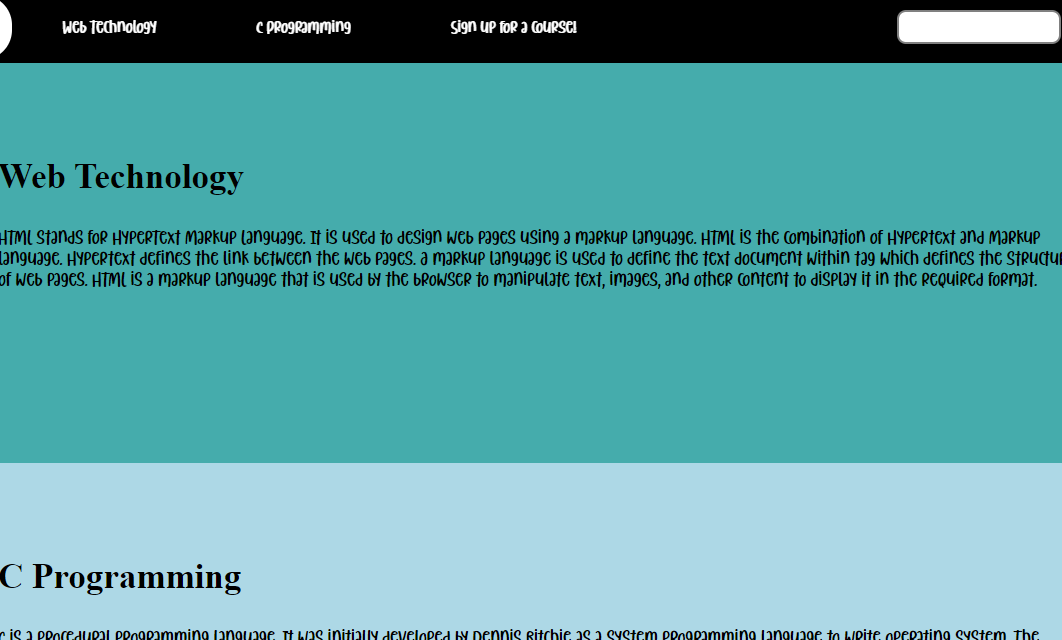 Web Technology
C Programming
Sign up for a Course!
Web Technology
HTML stands for HyperText Markup Language. It is used to design web pages using a markup language. HTML is the combination of Hypertext and Markup
language. Hypertext defines the link between the web pages. a markup language is used to define the text document within tag which defines the structu
of web pages. HTML is a markup language that is used by the browser to manipulate text, images, and other content to display it in the required format.
C Programming
C is a procedural programming language. It was initially developed by Dennis Ritchie as a system programming language to write operating system. The